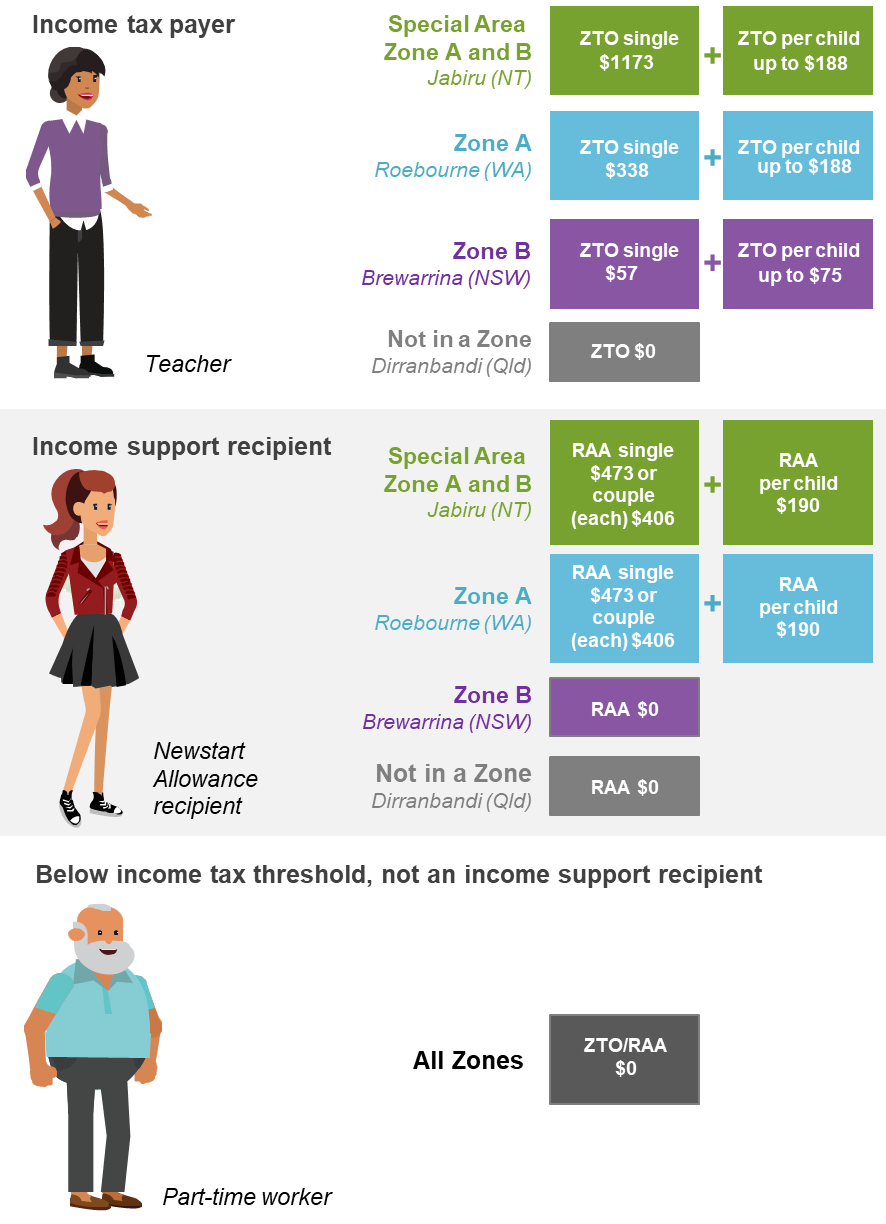 Income tax payer
Special Area
Zone A and B
Jabiru (NT)
ZTO single
$1173
+
ZTO per child
up to $188
Zone A
Roebourne (WA)
ZTO single
$338
+
ZTO per child
up to $188
Zone B
Brewarrina (NSW)
ZTO single
$57
+
ZTO per child
up to $75
Not in a Zone
Dirranbandi (Qld)
ZTO $0
Teacher
Income support recipient
Special Area
Zone A and B
Jabiru (NT)
RAA single
$473 or
couple
(each) $406
+
RAA
per child
$190
Zone A
Roebourne (WA)
RAA single
$473 or
couple
(each) $406
+
RAA
per child
$190
Zone B
Brewarrina (NSW)
RAA $0
Not in a Zone
Dirranbandi (Qld)
RAA $0
Newstart
Allowance
recipient
Below income tax threshold, not an income support recipient
All Zones
ZTO/RAA
$0
Part-time worker